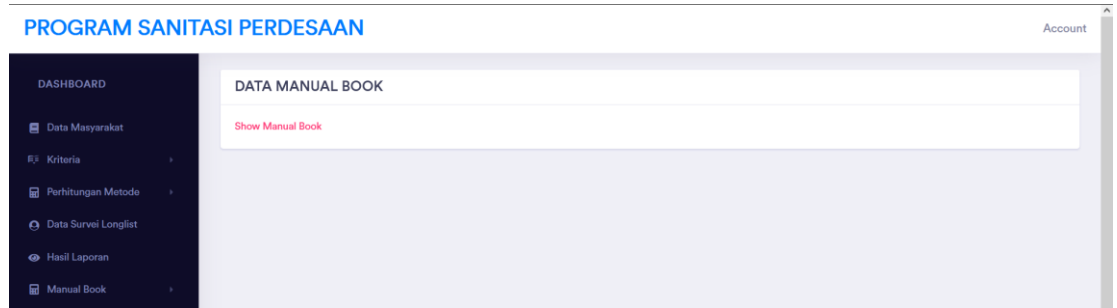 PROGRAM SANITASI PERDESAAN
Account
DASHBOARD
Data Masyarakat
Kriteria
Perhitungan Metode
Data Survei Longlist
Hasil Laporan
Manual Book
DATA MANUAL BOOK
Show Manual Book